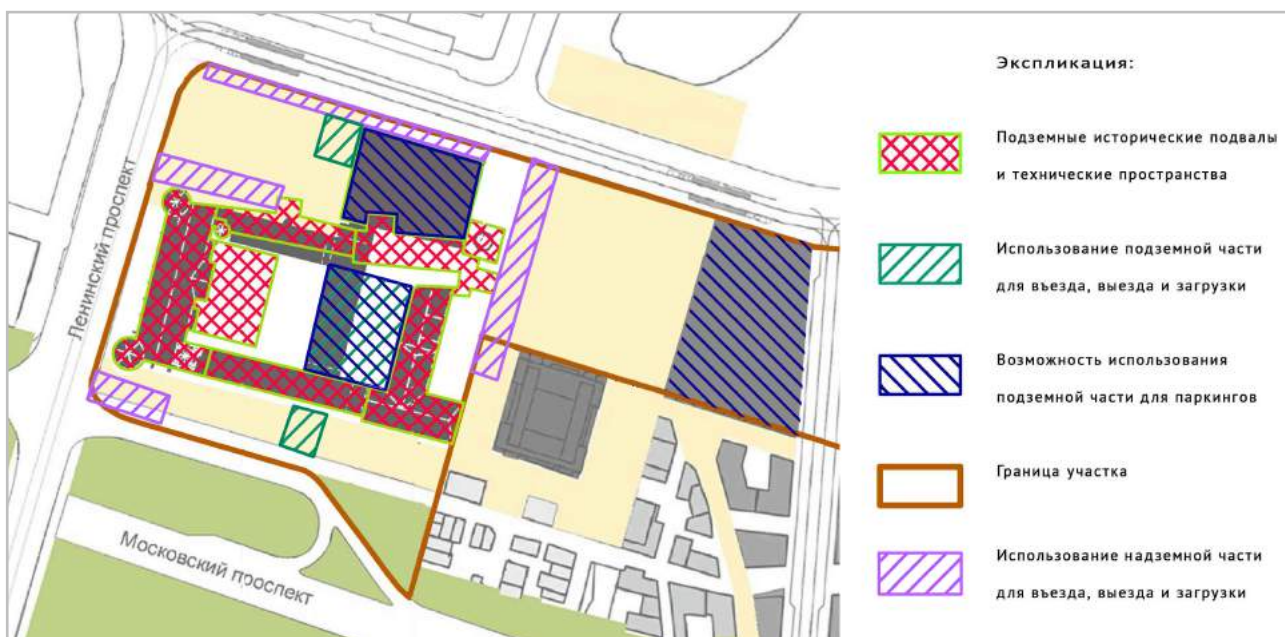 Экспликация:
Подземные исторические подвалы
и технические пространства
Использование подземной части
для въезда, выезда и загрузки
Возможность использования
подземной части для паркингов
Граница участка
Использование надземной части
для въезда, выезда и загрузки
Ленинский проспект
Московский проспект